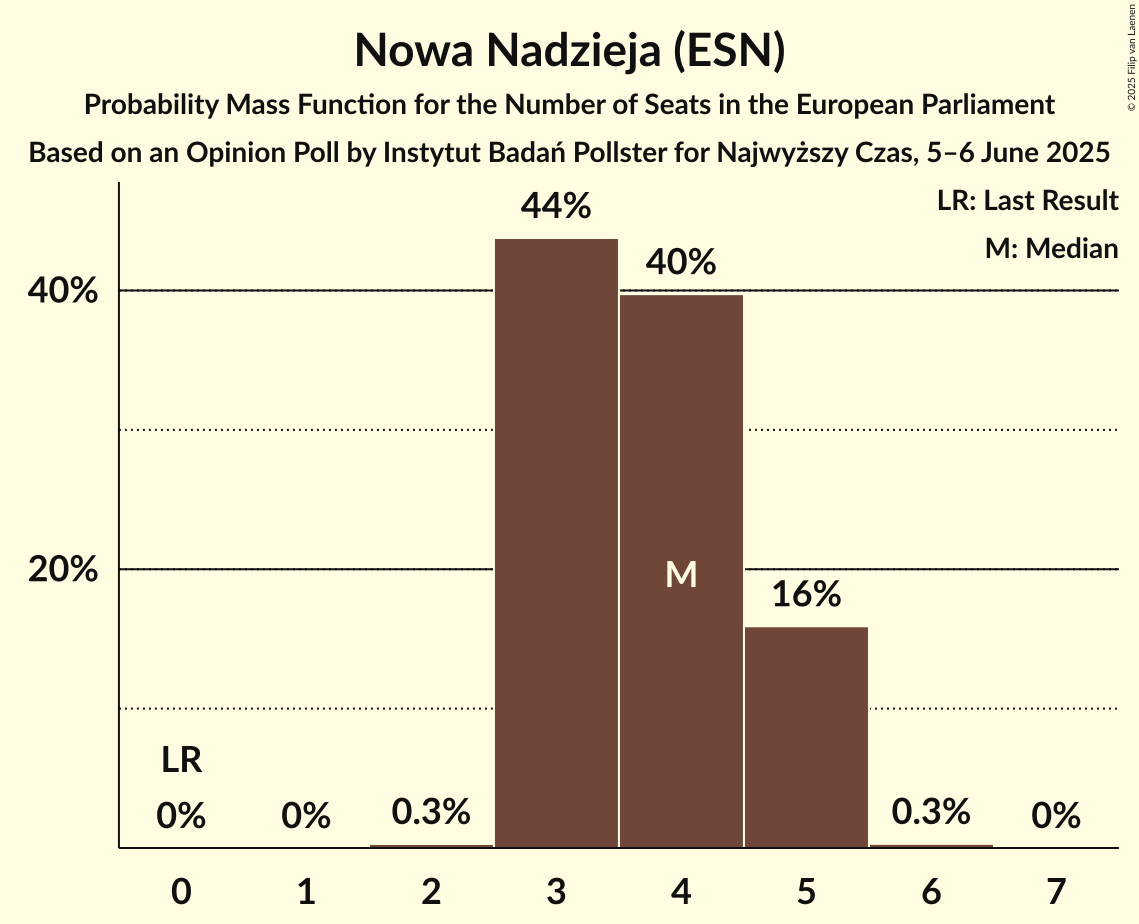 Nowa Nadzieja (ESN)
Probability Mass Function for the Number of Seats in the European Parliament
Based on an Opinion Poll by Instytut Badań Pollster for Najwyższy Czas, 5–6 June 2025
© 2025 Filip van Laenen
LR: Last Result
M: Median
44%
40%
40%
20%
M
16%
LR
0%
0%
0.3%
0.3%
0%
0
1
2
3
4
5
6
7